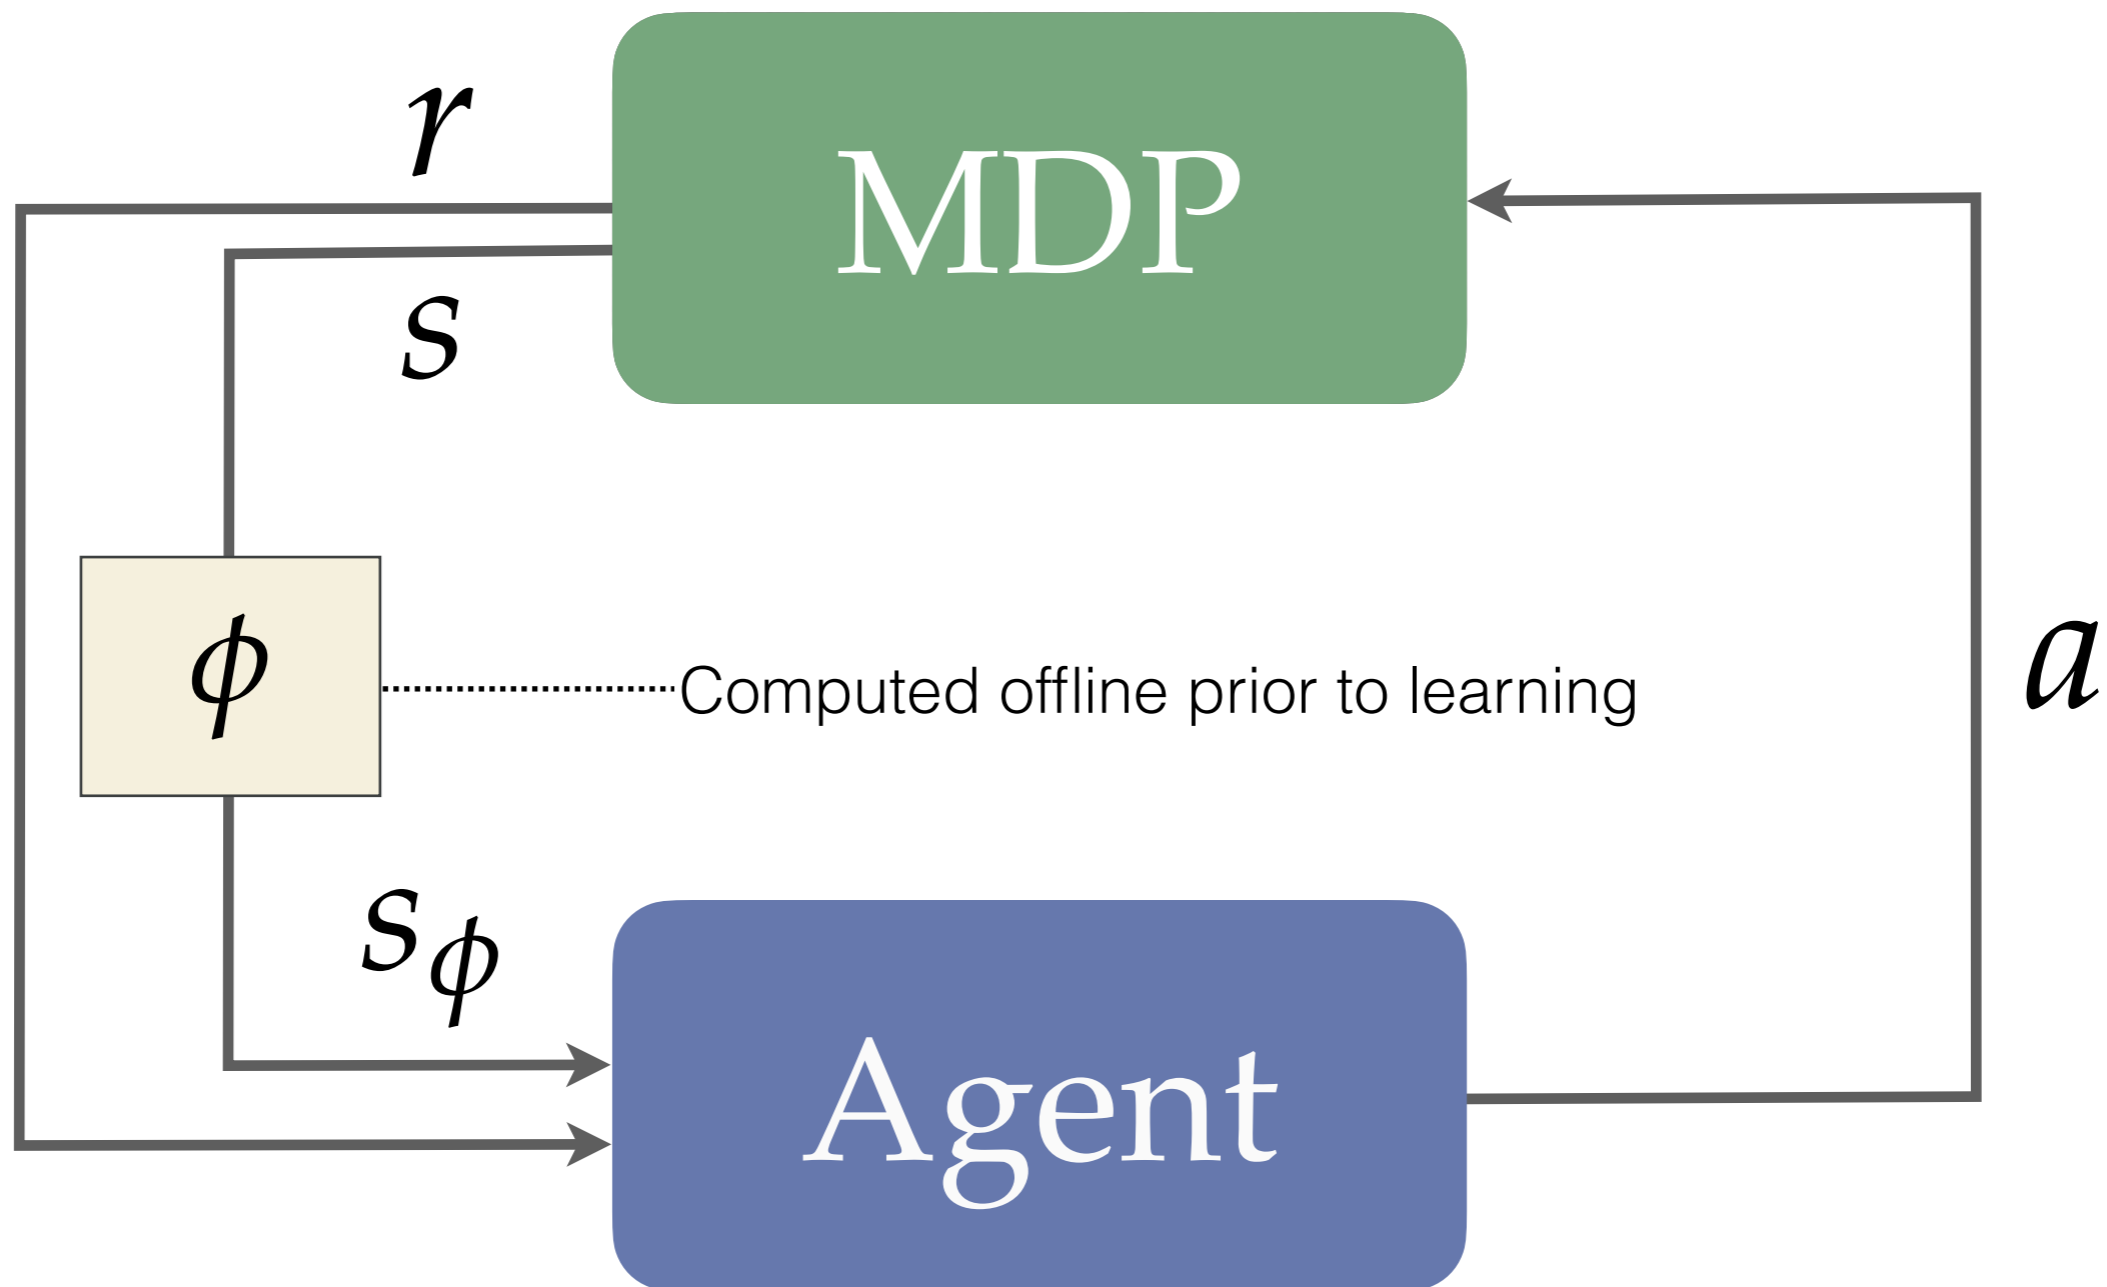 r
MDP
s
ϕ
Computed offline prior to learning
a
sϕ
Agent